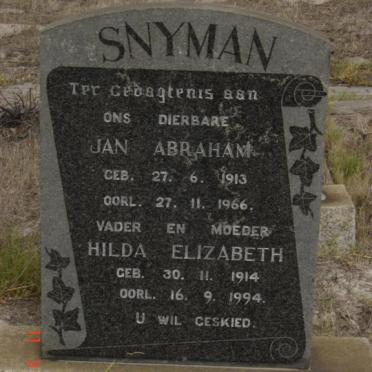 SNYMAN
Ter Gedagtenis aan
ONS DIERBARE
JAN ABRAHAM
GEB. 27. 6. 1913
OORL. 27. 11. 1966.
VADER EN MOEDER
HILDA ELIZABETH
GEB. 30. 11. 1914
OORL. 16. 9. 1994.
U WIL GESKIED.